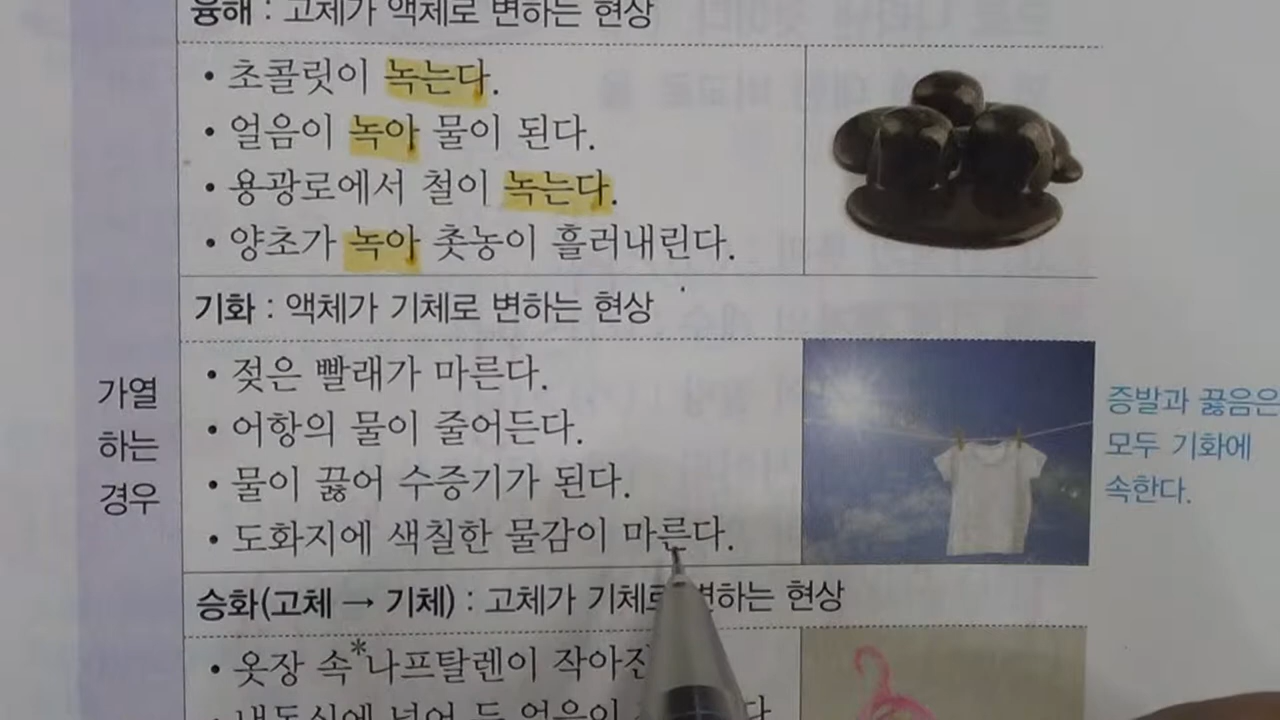 융해 : 고체가 액체로 변하는 현상
• 초콜릿이 녹는다.
• 얼음이 녹아 물이 된다.
• 용광로에서 철이 녹는다.
• 양초가 녹아 촛농이 흘러내린다.
기화 : 액체가 기체로 변하는 현상
가열
하는
경우
• 젖은 빨래가 마른다.
• 어항의 물이 줄어든다.
• 물이 끓어 수증기가 된다.
• 도화지에 색칠한 물감이 마른다.
증발과 끓음은
모두 기화에
속한다.
승화(고체 → 기체) : 고체가 기체로 변하는 현상
• 옷장 속 *나프탈렌이